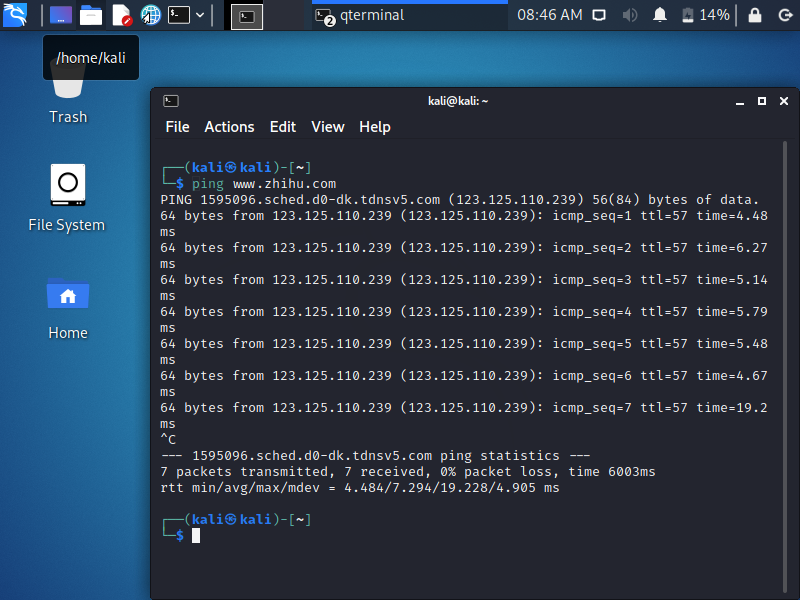 2 qterminal 08:46 AM 14%
/home/kali
Trash
File System
Home
kali@kali: ~
File Actions Edit View Help
┌──(kali㉿kali)-[~]
└─$ ping www.zhihu.com
PING 1595096.sched.d0-dk.tdnsv5.com (123.125.110.239) 56(84) bytes of data.
64 bytes from 123.125.110.239 (123.125.110.239): icmp_seq=1 ttl=57 time=4.48
ms
64 bytes from 123.125.110.239 (123.125.110.239): icmp_seq=2 ttl=57 time=6.27
ms
64 bytes from 123.125.110.239 (123.125.110.239): icmp_seq=3 ttl=57 time=5.14
ms
64 bytes from 123.125.110.239 (123.125.110.239): icmp_seq=4 ttl=57 time=5.79
ms
64 bytes from 123.125.110.239 (123.125.110.239): icmp_seq=5 ttl=57 time=5.48
ms
64 bytes from 123.125.110.239 (123.125.110.239): icmp_seq=6 ttl=57 time=4.67
ms
64 bytes from 123.125.110.239 (123.125.110.239): icmp_seq=7 ttl=57 time=19.2
ms
^C
--- 1595096.sched.d0-dk.tdnsv5.com ping statistics ---
7 packets transmitted, 7 received, 0% packet loss, time 6003ms
rtt min/avg/max/mdev = 4.484/7.294/19.228/4.905 ms
┌──(kali㉿kali)-[~]
└─$